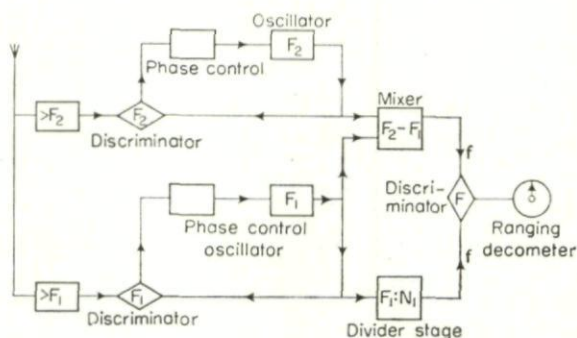 Oscillator
F₂
Phase control
Mixer
>F₂
F₂
F₂-F₁
Discriminator
f
Discri-
minator
F
F₁
Phase control
oscillator
Ranging
decometer
f
>F₁
F₁
F₁:N₁
Discriminator
Divider stage